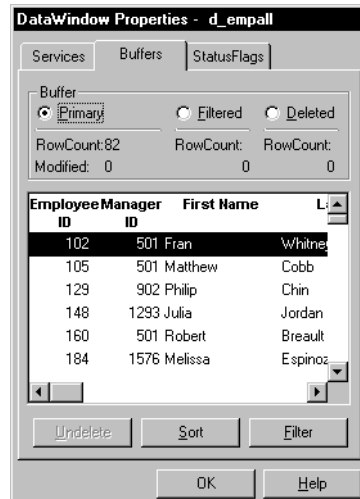 DataWindow Properties - d_empall
Services Buffers StatusFlags
Buffer
Primary Filtered Deleted
RowCount:82 RowCount: RowCount:
Modified: 0 0 0
Employee Manager First Name La
ID ID
102 501 Fran Whitney
105 501 Matthew Cobb
129 902 Philip Chin
148 1293 Julia Jordan
160 501 Robert Breault
184 1576 Melissa Espinoz
Undelete Sort Filter
OK Help